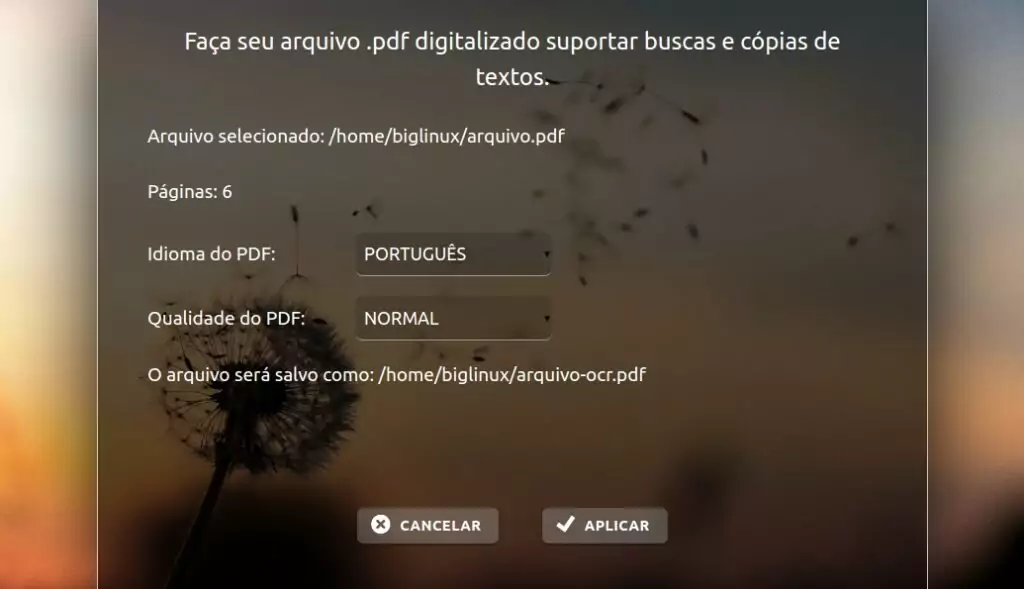 Faça seu arquivo .pdf digitalizado suportar buscas e cópias de
textos.
Arquivo selecionado: /home/biglinux/arquivo.pdf
Páginas: 6
Idioma do PDF: PORTUGUÊS
Qualidade do PDF: NORMAL
O arquivo será salvo como: /home/biglinux/arquivo-ocr.pdf
CANCELAR APLICAR